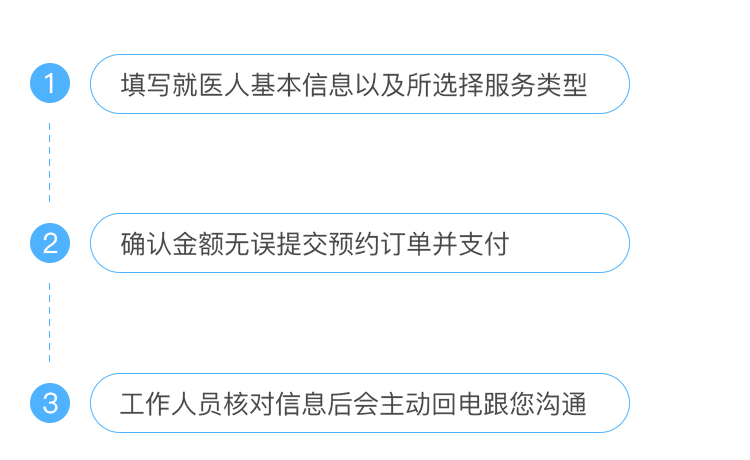 1 填写就医人基本信息以及所选择服务类型
2 确认金额无误提交预约订单并支付
3 工作人员核对信息后会主动回电跟您沟通